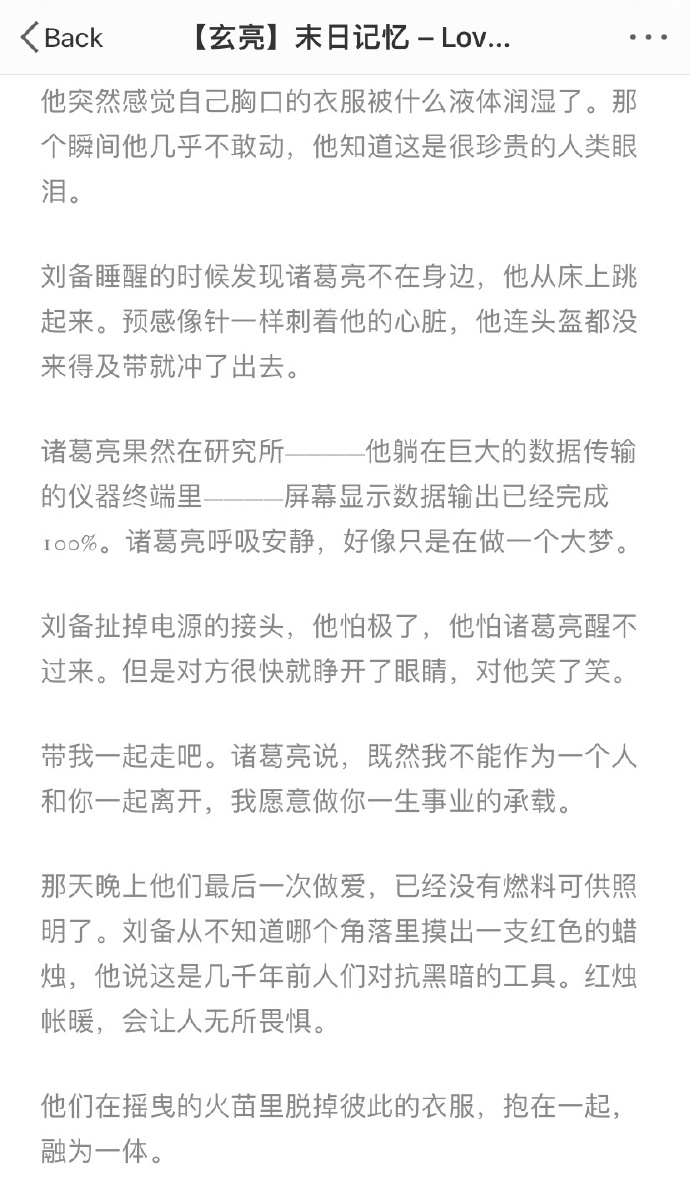 Back 【玄亮】末日记忆 – Lov...
他突然感觉自己胸口的衣服被什么液体润湿了。那
个瞬间他几乎不敢动，他知道这是很珍贵的人类眼
泪。
刘备睡醒的时候发现诸葛亮不在身边，他从床上跳
起来。预感像针一样刺着他的心脏，他连头盔都没
来得及带就冲了出去。
诸葛亮果然在研究所———他躺在巨大的数据传输
的仪器终端里———屏幕显示数据输出已经完成
100%。诸葛亮呼吸安静，好像只是在做一个大梦。
刘备扯掉电源的接头，他怕极了，他怕诸葛亮醒不
过来。但是对方很快就睁开了眼睛，对他笑了笑。
带我一起走吧。诸葛亮说，既然我不能作为一个人
和你一起离开，我愿意做你一生事业的承载。
那天晚上他们最后一次做爱，已经没有燃料可供照
明了。刘备从不知道哪个角落里摸出一支红色的蜡
烛，他说这是几千年前人们对抗黑暗的工具。红烛
帐暖，会让人无所畏惧。
他们在摇曳的火苗里脱掉彼此的衣服，抱在一起，
融为一体。